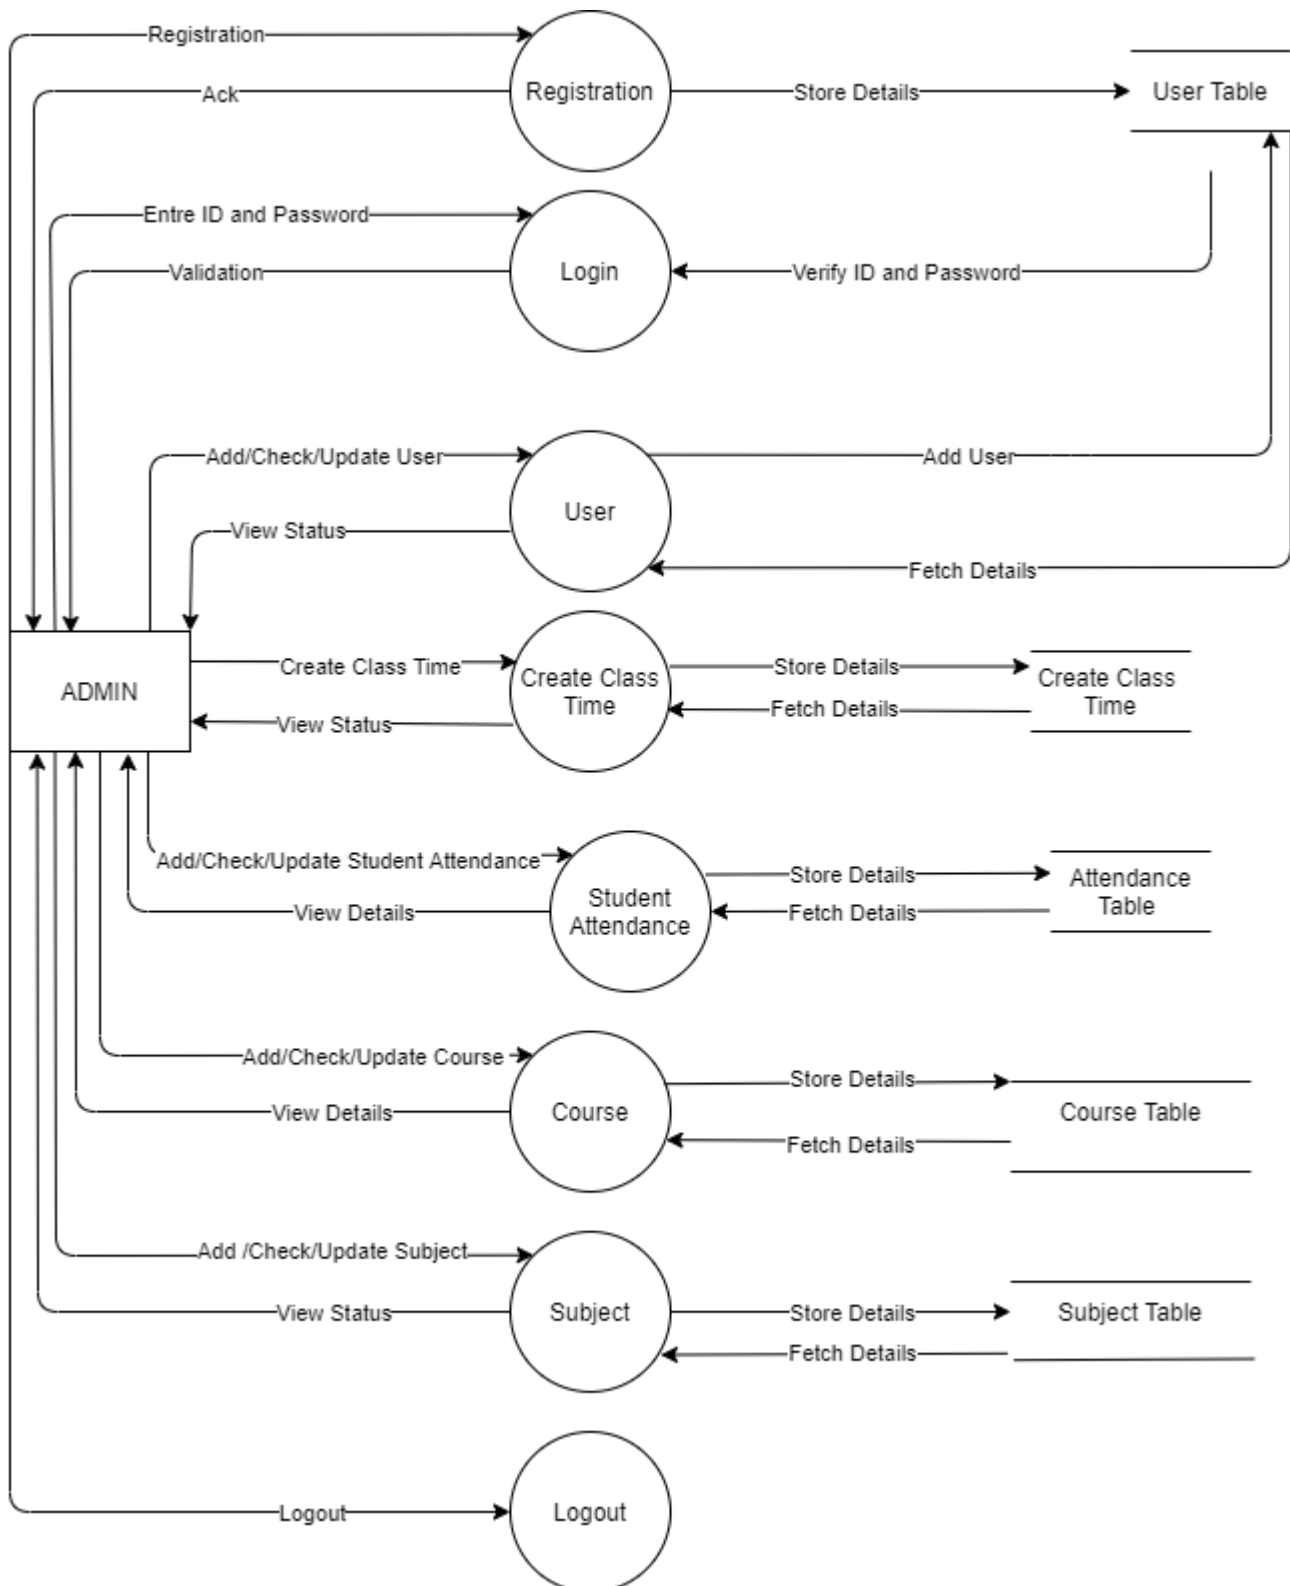 Registration
Ack
Registration
Store Details
User Table
Entre ID and Password
Validation
Login
Verify ID and Password
Add/Check/Update User
View Status
User
Add User
Fetch Details
ADMIN
Create Class Time
View Status
Create Class
Time
Store Details
Fetch Details
Create Class
Time
Add/Check/Update Student Attendance
View Details
Student
Attendance
Store Details
Fetch Details
Attendance
Table
Add/Check/Update Course
View Details
Course
Store Details
Fetch Details
Course Table
Add /Check/Update Subject
View Status
Subject
Store Details
Fetch Details
Subject Table
Logout
Logout